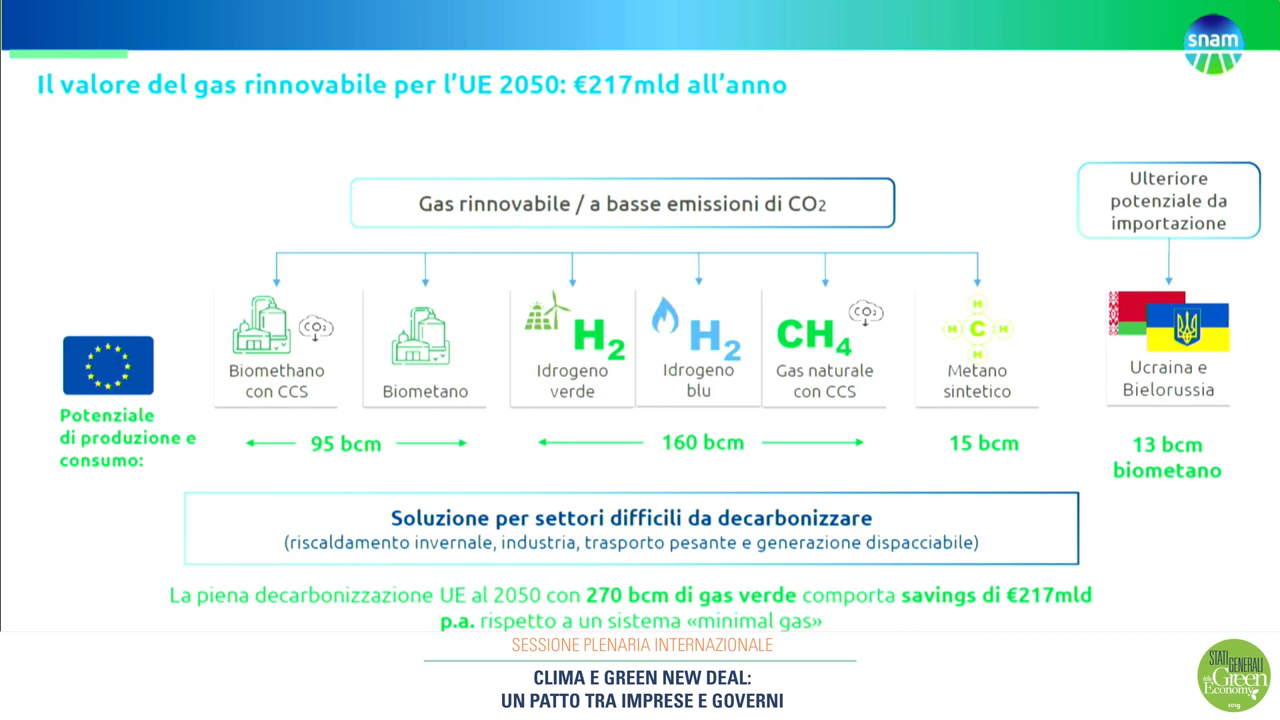 snam
Il valore del gas rinnovabile per l'UE 2050: €217mld all'anno
Gas rinnovabile / a basse emissioni di CO2
Ulteriore
potenziale da
importazione
CO2
H2
H2
CH4
CO2
H
H C H
H
Biomethano
con CCS
Biometano
Idrogeno
verde
Idrogeno
blu
Gas naturale
con CCS
Metano
sintetico
Ucraina e
Bielorussia
Potenziale
di produzione e
consumo:
95 bcm
160 bcm
15 bcm
13 bcm
biometano
Soluzione per settori difficili da decarbonizzare
(riscaldamento invernale, industria, trasporto pesante e generazione dispacciabile)
La piena decarbonizzazione UE al 2050 con 270 bcm di gas verde comporta savings di €217mld
p.a. rispetto a un sistema «minimal gas»
SESSIONE PLENARIA INTERNAZIONALE
CLIMA E GREEN NEW DEAL:
UN PATTO TRA IMPRESE E GOVERNI
STATI
GENERALI
della Green
Economy
2019